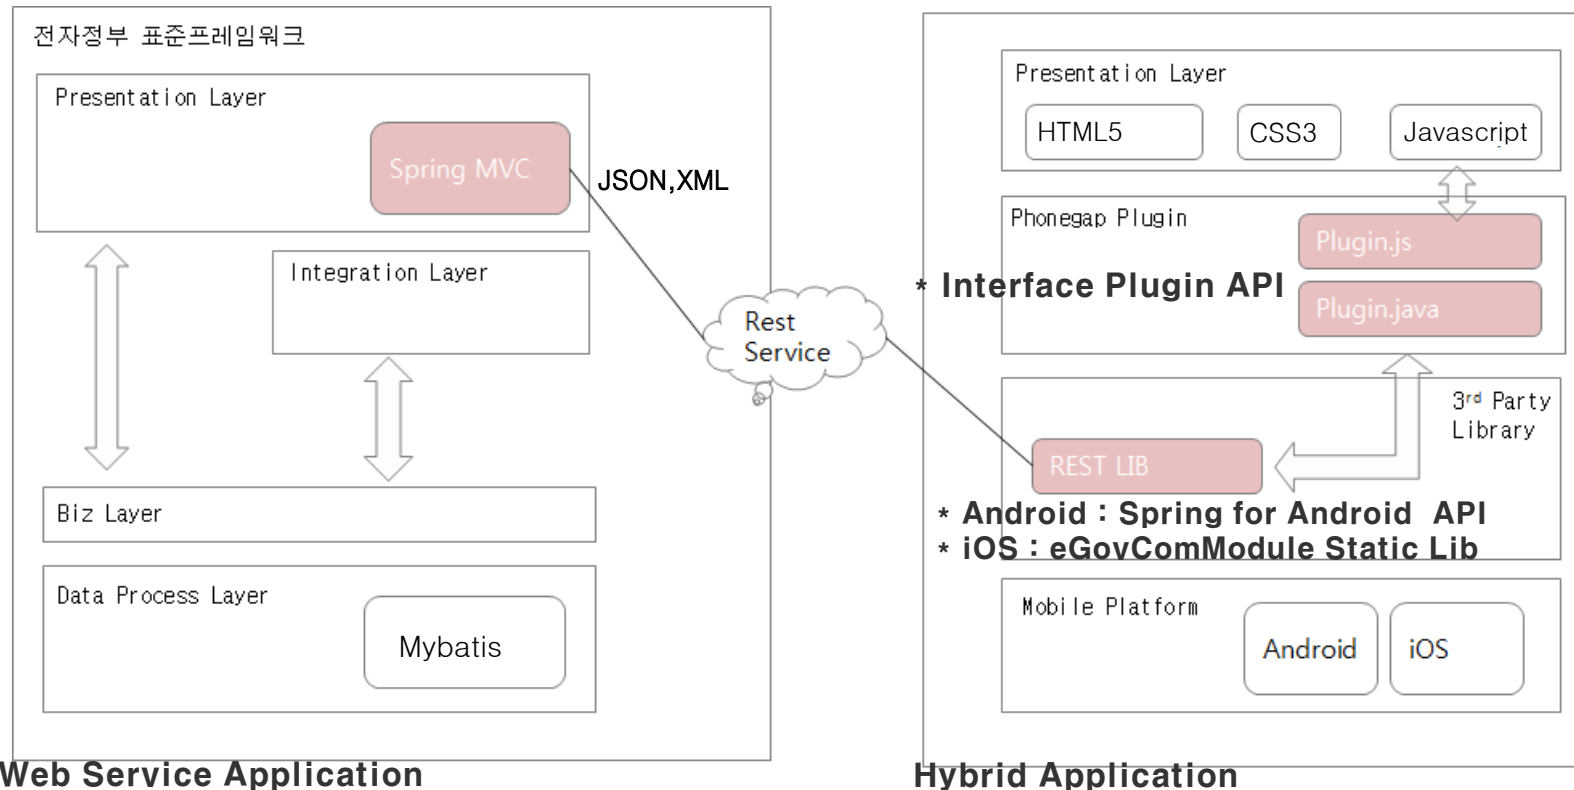 전자정부 표준프레임워크
Presentation Layer
Spring MVC
JSON,XML
Integration Layer
Biz Layer
Data Process Layer
Mybatis
Web Service Application
Rest
Service
Presentation Layer
HTML5
CSS3
Javascript
Phonegap Plugin
Plugin.js
* Interface Plugin API
Plugin.java
3rd Party
Library
REST LIB
* Android : Spring for Android API
* iOS : eGovComModule Static Lib
Mobile Platform
Android
iOS
Hybrid Application